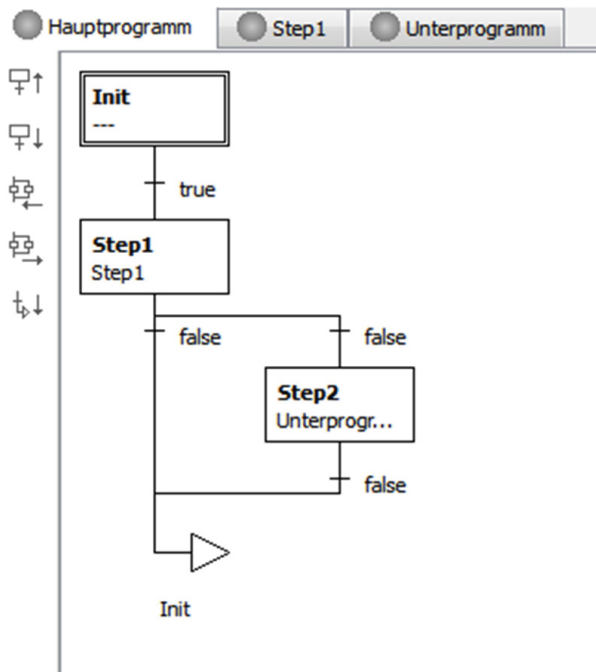 Hauptprogramm Step1 Unterprogramm
Init
---
true
Step1
Step1
false false
Step2
Unterprogr...
false
Init